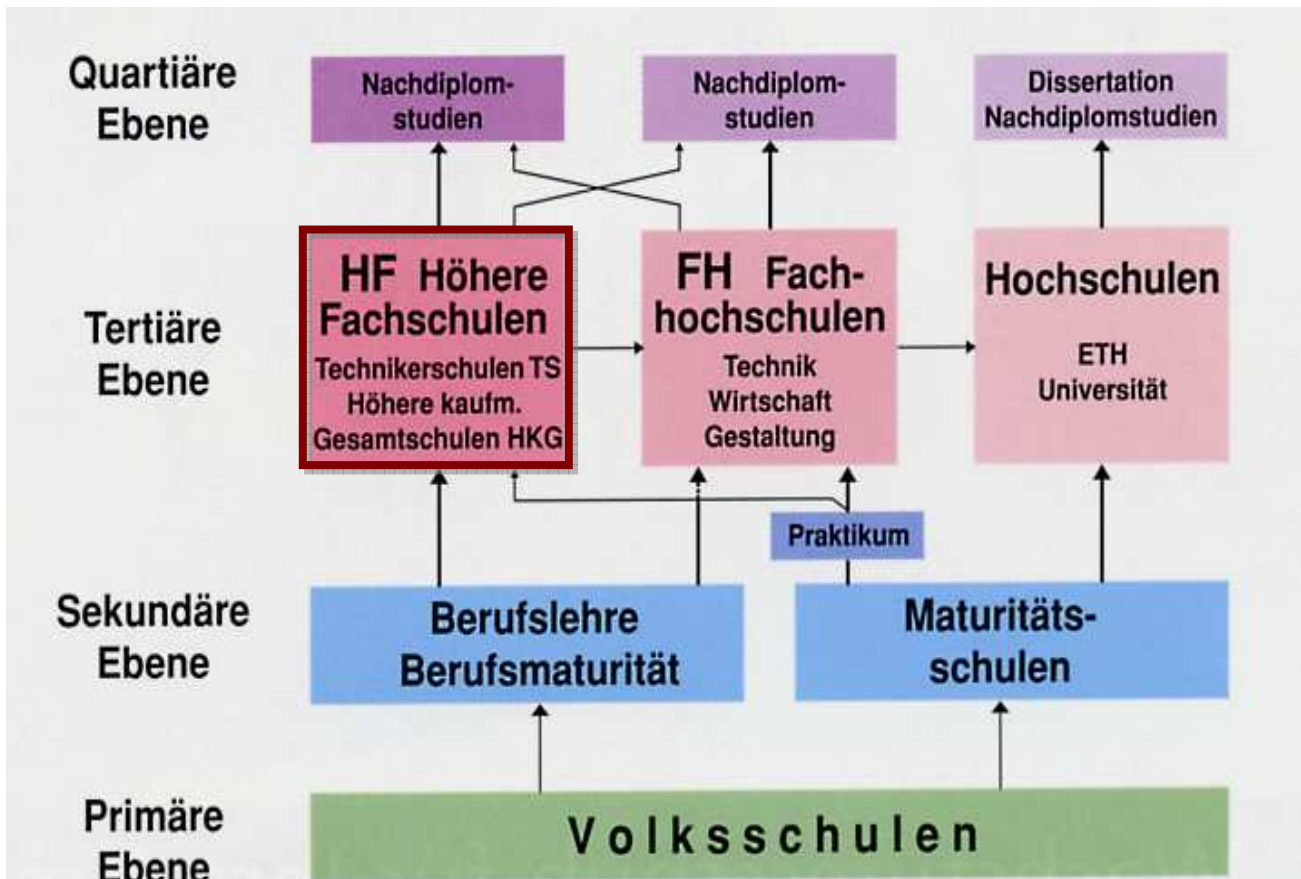 Quartiäre
Ebene
Nachdiplom-
studien
Nachdiplom-
studien
Dissertation
Nachdiplomstudien
Tertiäre
Ebene
HF Höhere
Fachschulen
Technikerschulen TS
Höhere kaufm.
Gesamtschulen HKG
FH Fach-
hochschulen
Technik
Wirtschaft
Gestaltung
Hochschulen
ETH
Universität
Praktikum
Sekundäre
Ebene
Berufslehre
Berufsmaturität
Maturitäts-
schulen
Primäre
Ebene
Volksschulen